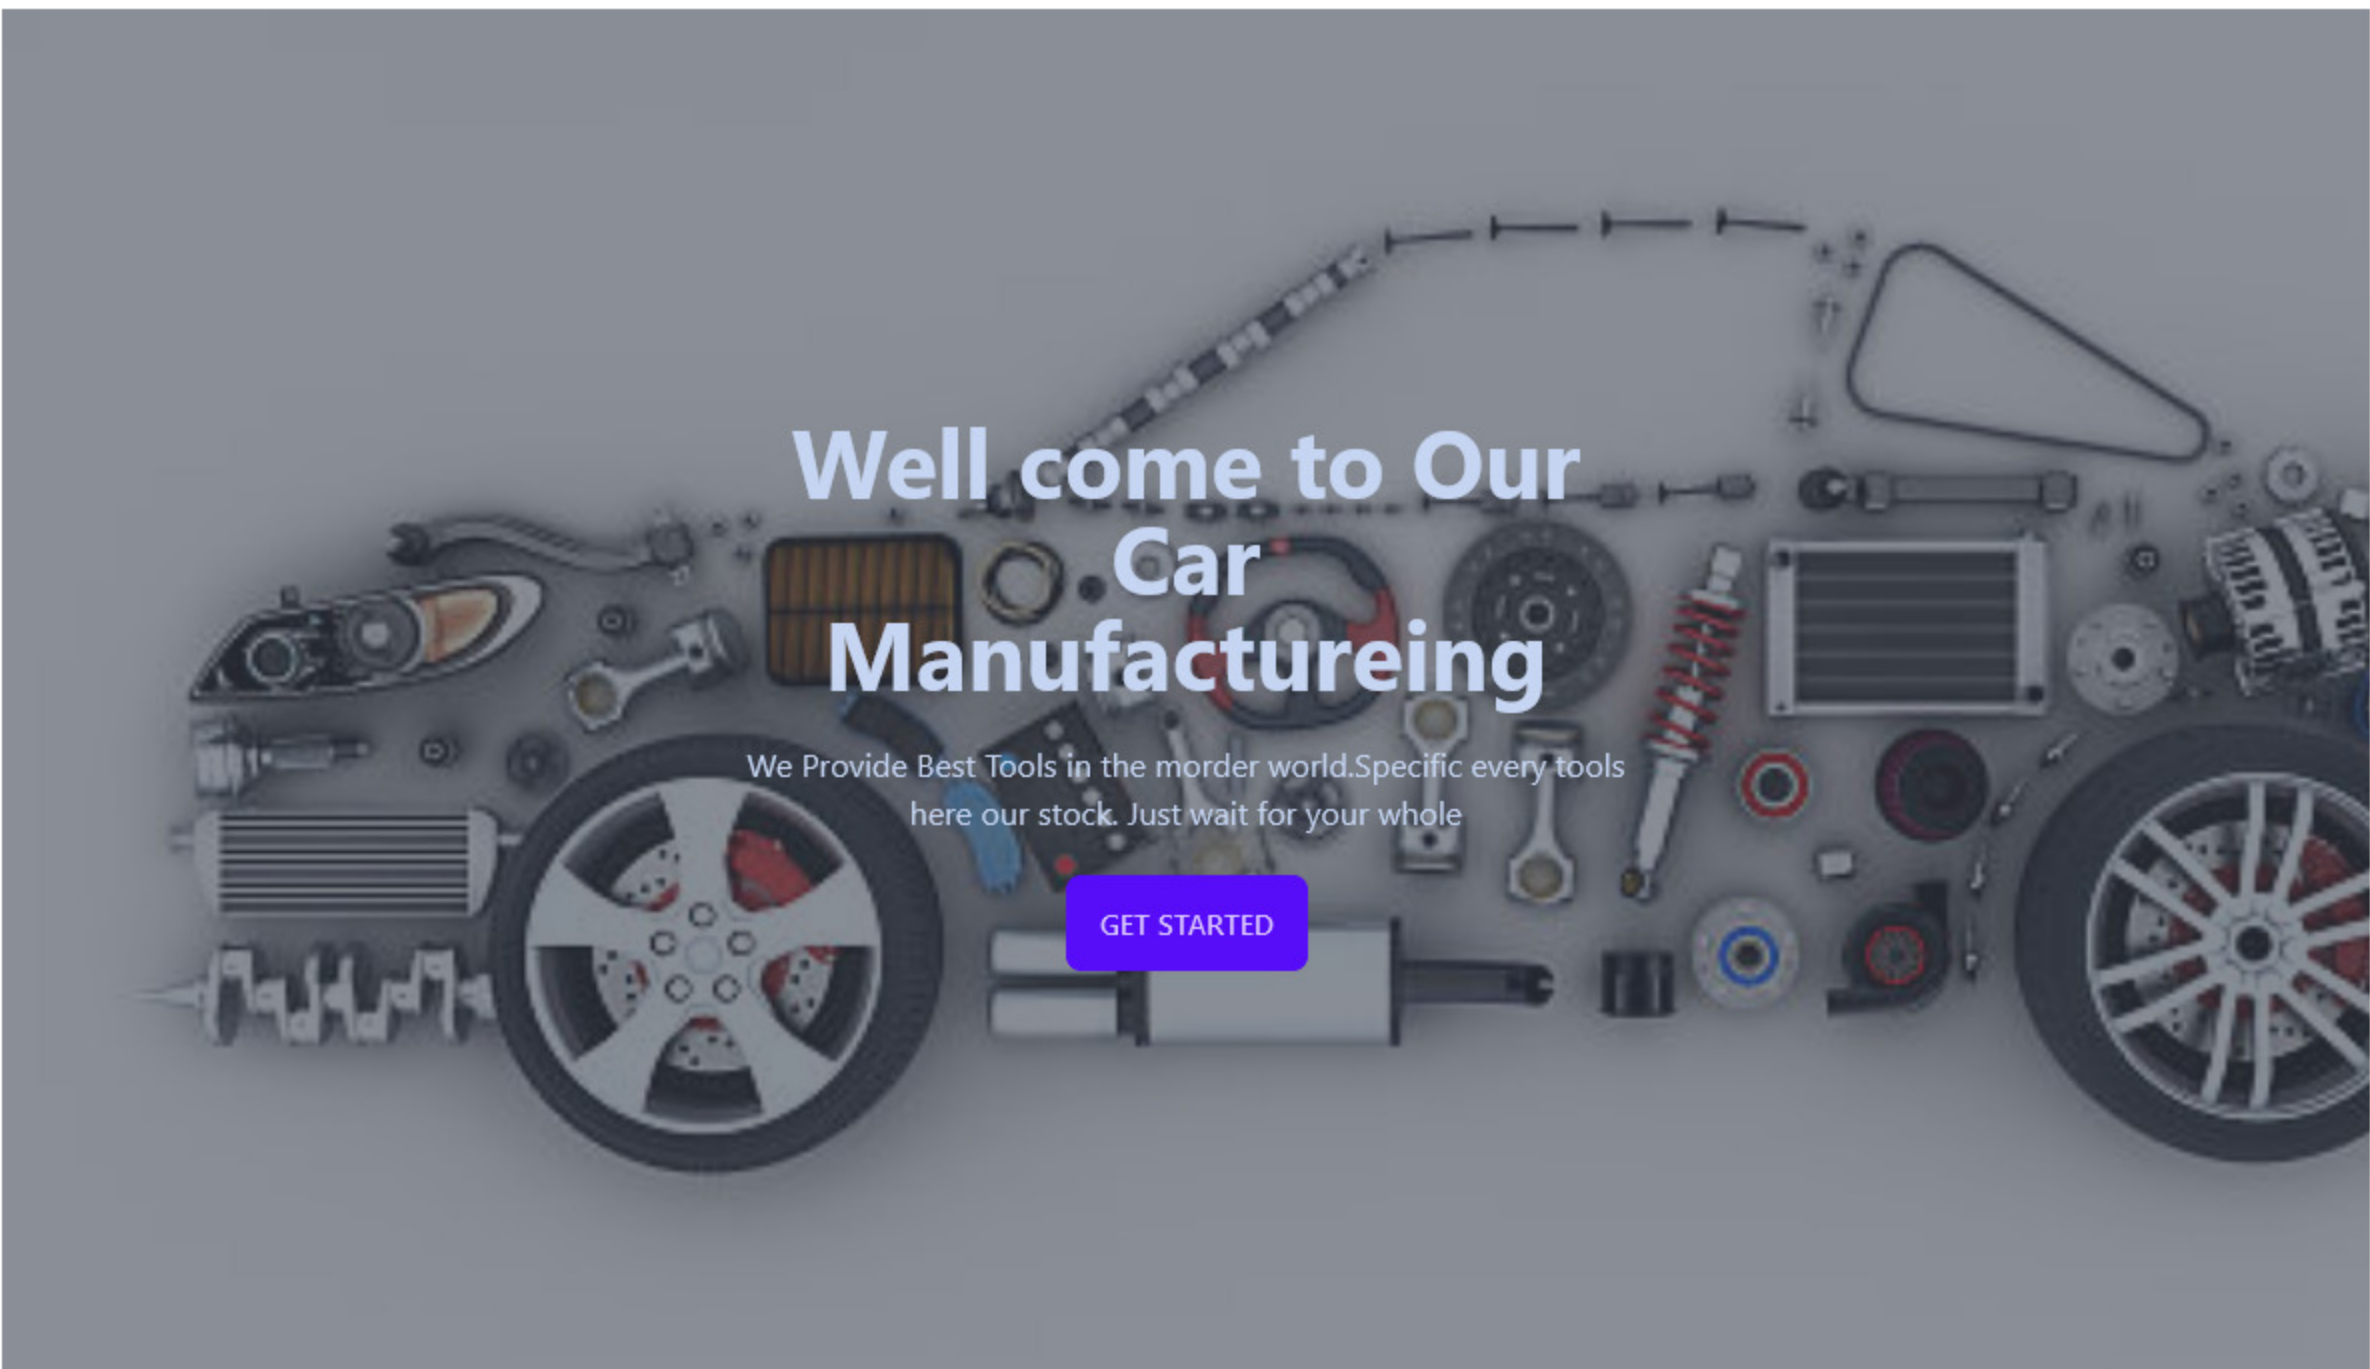 Well come to Our
Car
Manufactureing
We Provide Best Tools in the morder world.Specific every tools
here our stock. Just wait for your whole
GET STARTED